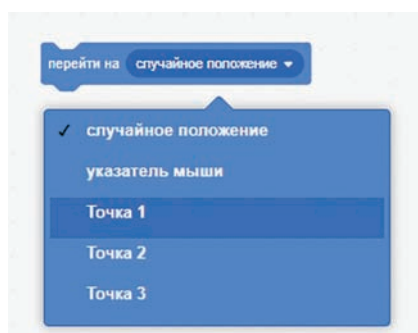 перейти на случайное положение
случайное положение
указатель мыши
Точка 1
Точка 2
Точка 3